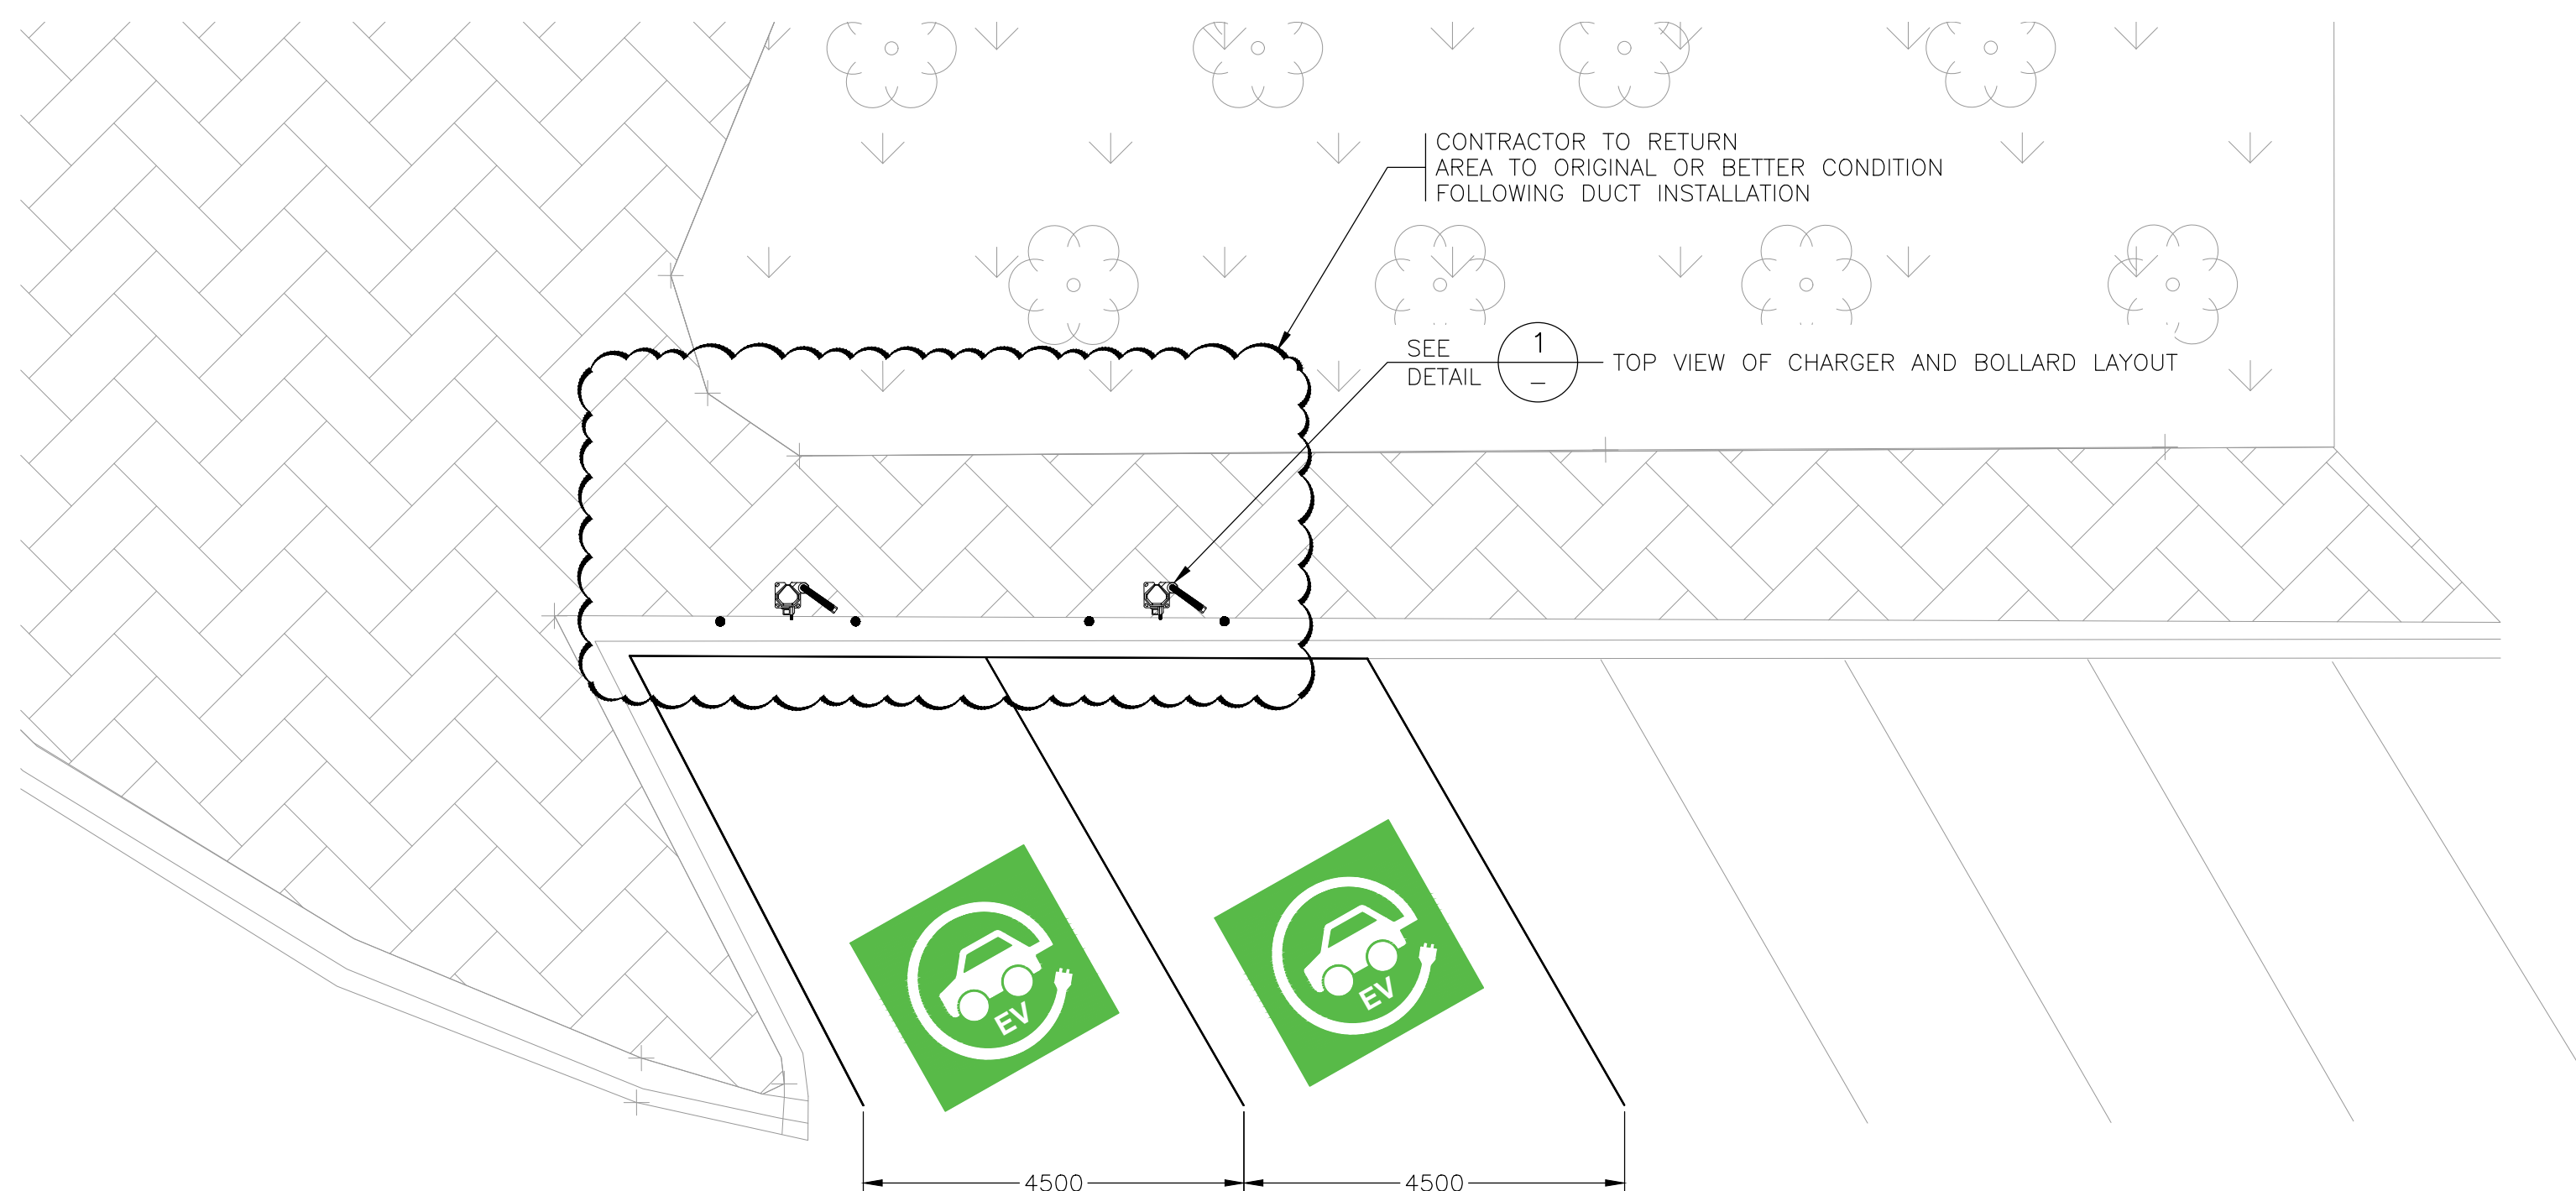 CONTRACTOR TO RETURN
AREA TO ORIGINAL OR BETTER CONDITION
FOLLOWING DUCT INSTALLATION
SEE
DETAIL
1
–
TOP VIEW OF CHARGER AND BOLLARD LAYOUT
EV
EV
4500
4500